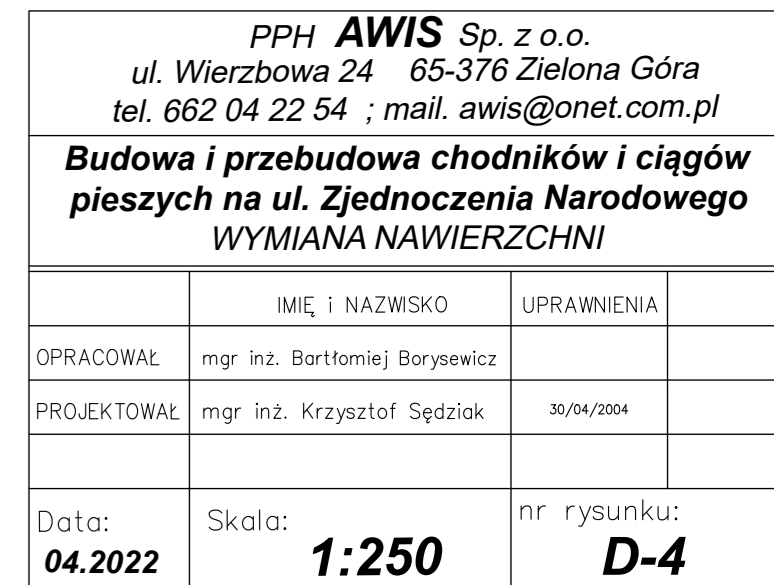 PPH AWIS Sp. z o.o.
ul. Wierzbowa 24 65-376 Zielona Góra
tel. 662 04 22 54 ; mail. awis@onet.com.pl
Budowa i przebudowa chodników i ciągów
pieszych na ul. Zjednoczenia Narodowego
WYMIANA NAWIERZCHNI
IMIĘ i NAZWISKO UPRAWNIENIA
OPRACOWAŁ mgr inż. Bartłomiej Borysewicz
PROJEKTOWAŁ mgr inż. Krzysztof Sędziak 30/04/2004
Data: Skala: nr rysunku:
04.2022 1:250 D-4